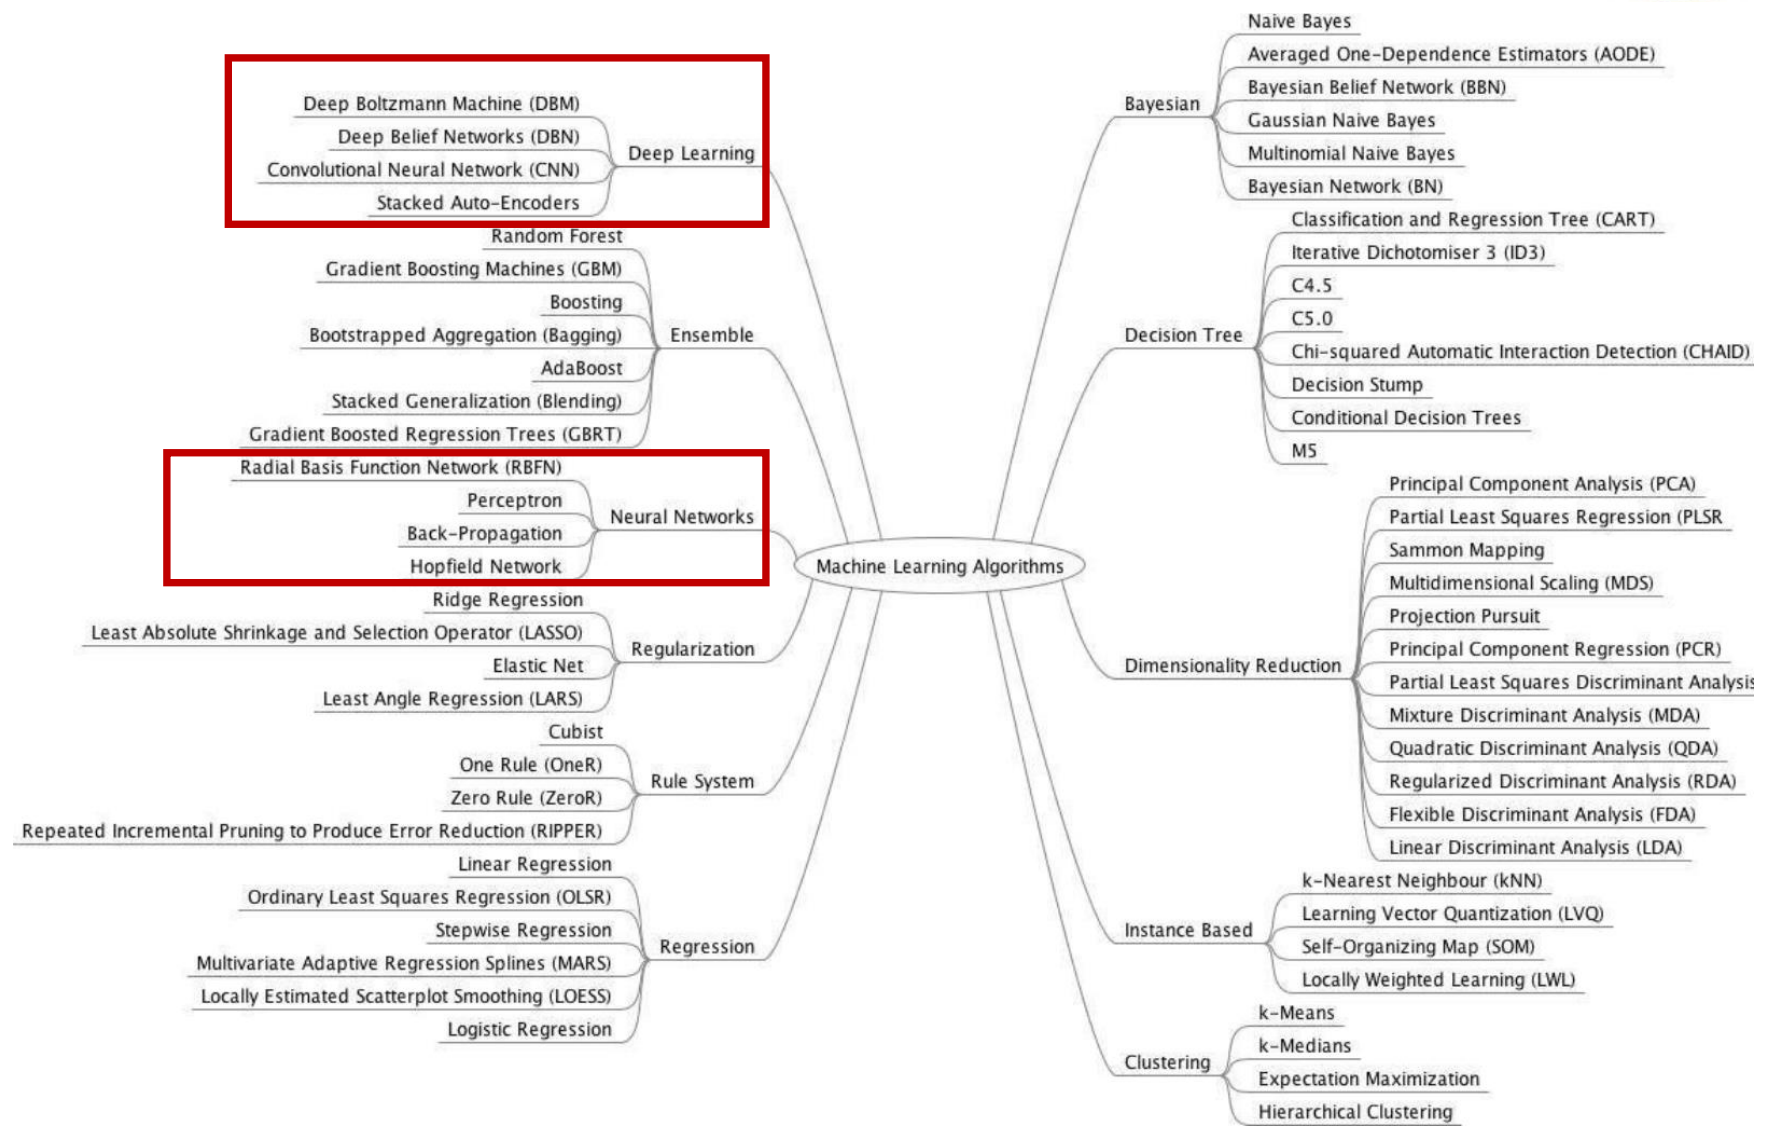 Deep Boltzmann Machine (DBM)
Deep Belief Networks (DBN)
Convolutional Neural Network (CNN)
Stacked Auto-Encoders
Deep Learning
Random Forest
Gradient Boosting Machines (GBM)
Boosting
Bootstrapped Aggregation (Bagging)
AdaBoost
Stacked Generalization (Blending)
Gradient Boosted Regression Trees (GBRT)
Ensemble
Radial Basis Function Network (RBFN)
Perceptron
Back-Propagation
Hopfield Network
Neural Networks
Ridge Regression
Least Absolute Shrinkage and Selection Operator (LASSO)
Elastic Net
Least Angle Regression (LARS)
Regularization
Cubist
One Rule (OneR)
Zero Rule (ZeroR)
Repeated Incremental Pruning to Produce Error Reduction (RIPPER)
Rule System
Linear Regression
Ordinary Least Squares Regression (OLSR)
Stepwise Regression
Multivariate Adaptive Regression Splines (MARS)
Locally Estimated Scatterplot Smoothing (LOESS)
Logistic Regression
Regression
Machine Learning Algorithms
Bayesian
Naive Bayes
Averaged One-Dependence Estimators (AODE)
Bayesian Belief Network (BBN)
Gaussian Naive Bayes
Multinomial Naive Bayes
Bayesian Network (BN)
Decision Tree
Classification and Regression Tree (CART)
Iterative Dichotomiser 3 (ID3)
C4.5
C5.0
Chi-squared Automatic Interaction Detection (CHAID)
Decision Stump
Conditional Decision Trees
M5
Dimensionality Reduction
Principal Component Analysis (PCA)
Partial Least Squares Regression (PLSR
Sammon Mapping
Multidimensional Scaling (MDS)
Projection Pursuit
Principal Component Regression (PCR)
Partial Least Squares Discriminant Analysis
Mixture Discriminant Analysis (MDA)
Quadratic Discriminant Analysis (QDA)
Regularized Discriminant Analysis (RDA)
Flexible Discriminant Analysis (FDA)
Linear Discriminant Analysis (LDA)
Instance Based
k-Nearest Neighbour (kNN)
Learning Vector Quantization (LVQ)
Self-Organizing Map (SOM)
Locally Weighted Learning (LWL)
Clustering
k-Means
k-Medians
Expectation Maximization
Hierarchical Clustering